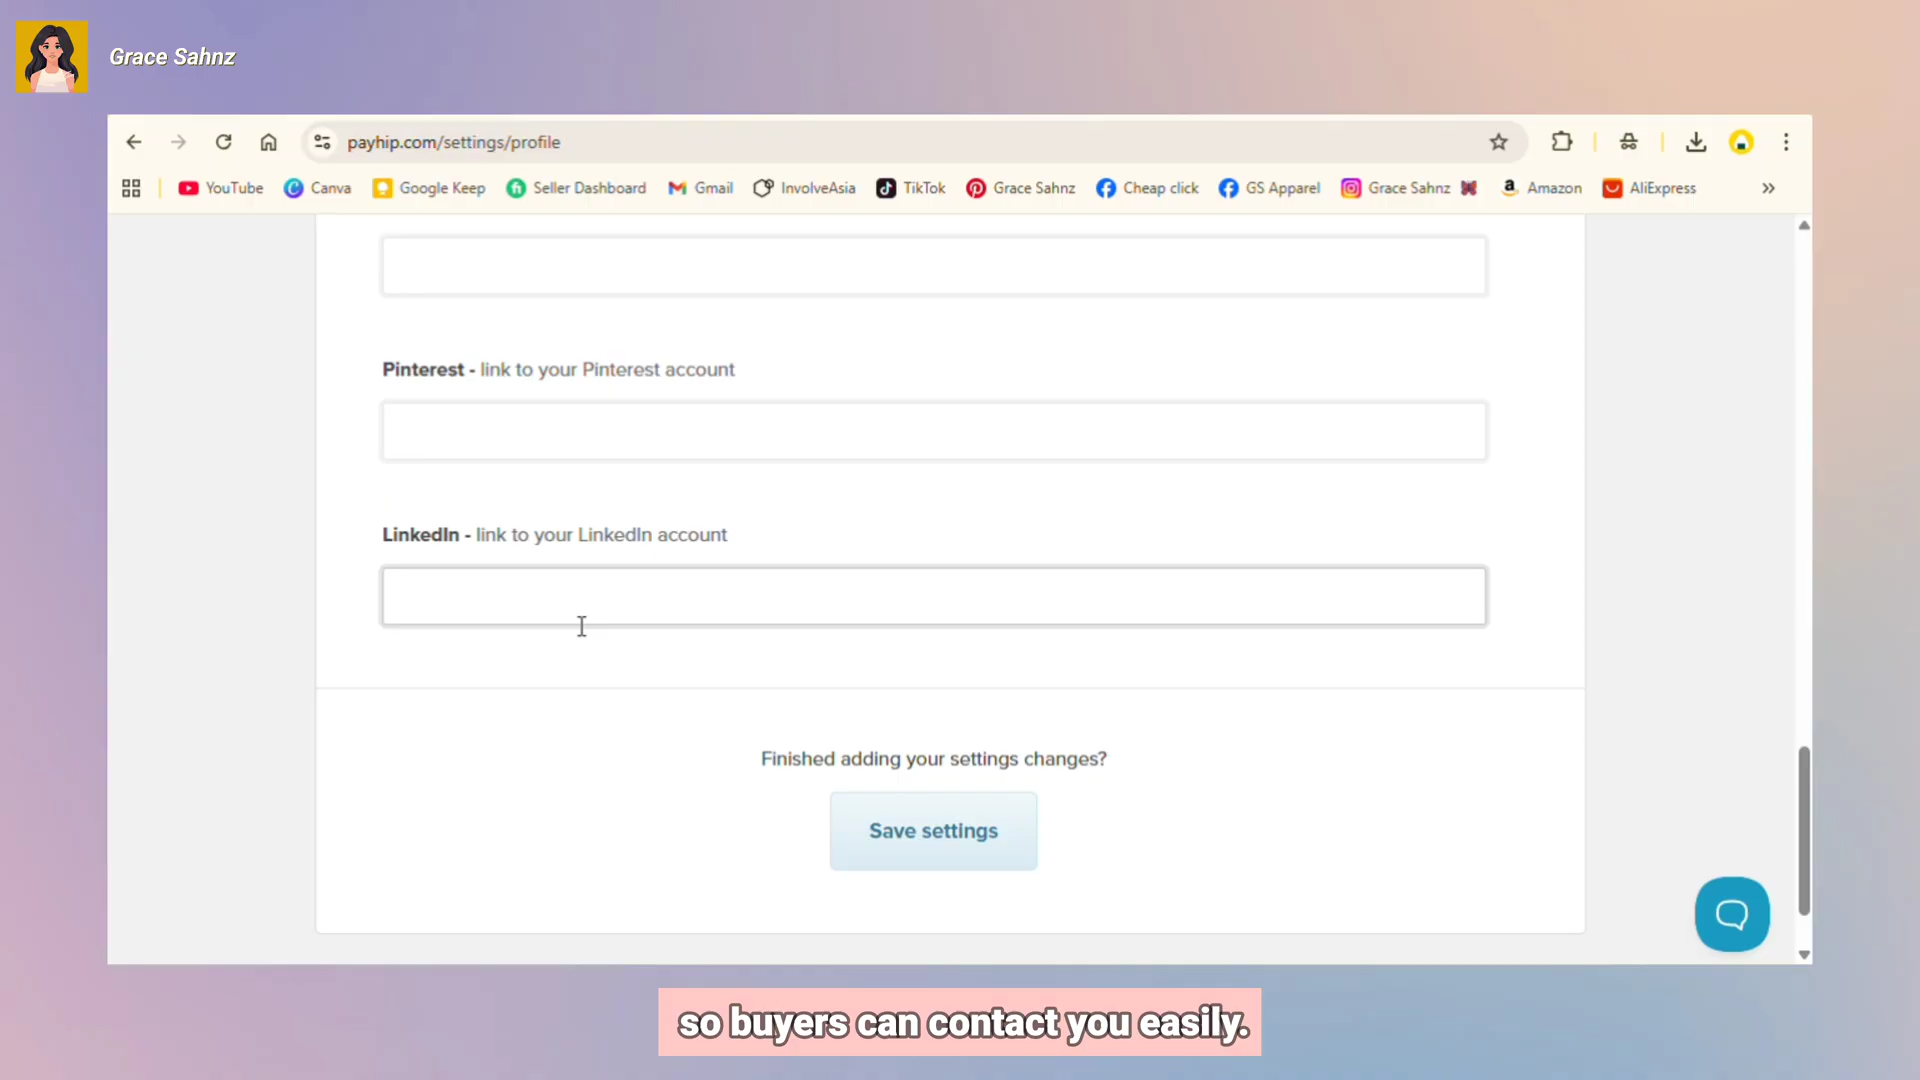 Grace Sahnz
payhip.com/settings/profile
YouTube Canva Google Keep Seller Dashboard Gmail InvolveAsia TikTok Grace Sahnz Cheap click GS Apparel Grace Sahnz Amazon AliExpress
Pinterest - link to your Pinterest account
LinkedIn - link to your LinkedIn account
Finished adding your settings changes?
Save settings
so buyers can contact you easily.